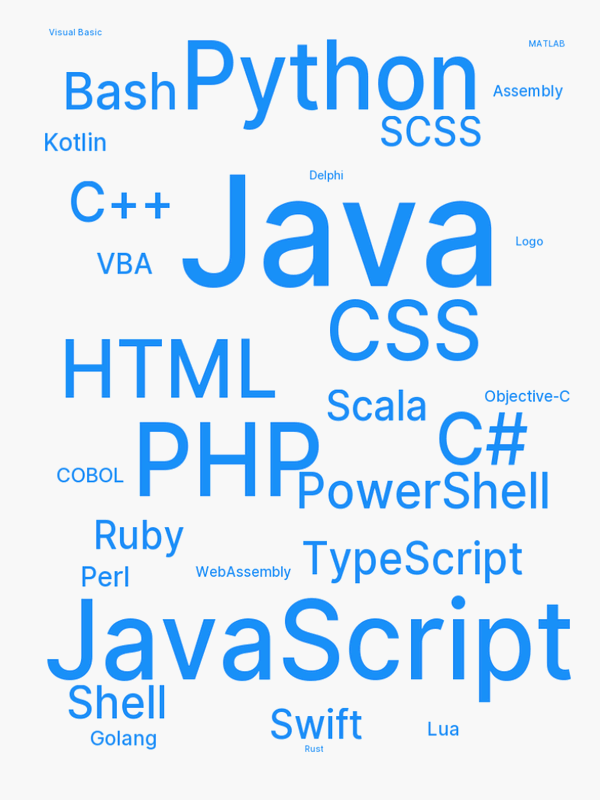 Visual Basic
MATLAB
Python
Bash
Assembly
SCSS
Kotlin
Delphi
Java
C++
Logo
VBA
CSS
HTML
Objective-C
Scala
C#
PHP
COBOL
PowerShell
Ruby
TypeScript
WebAssembly
Perl
JavaScript
Shell
Swift
Lua
Golang
Rust